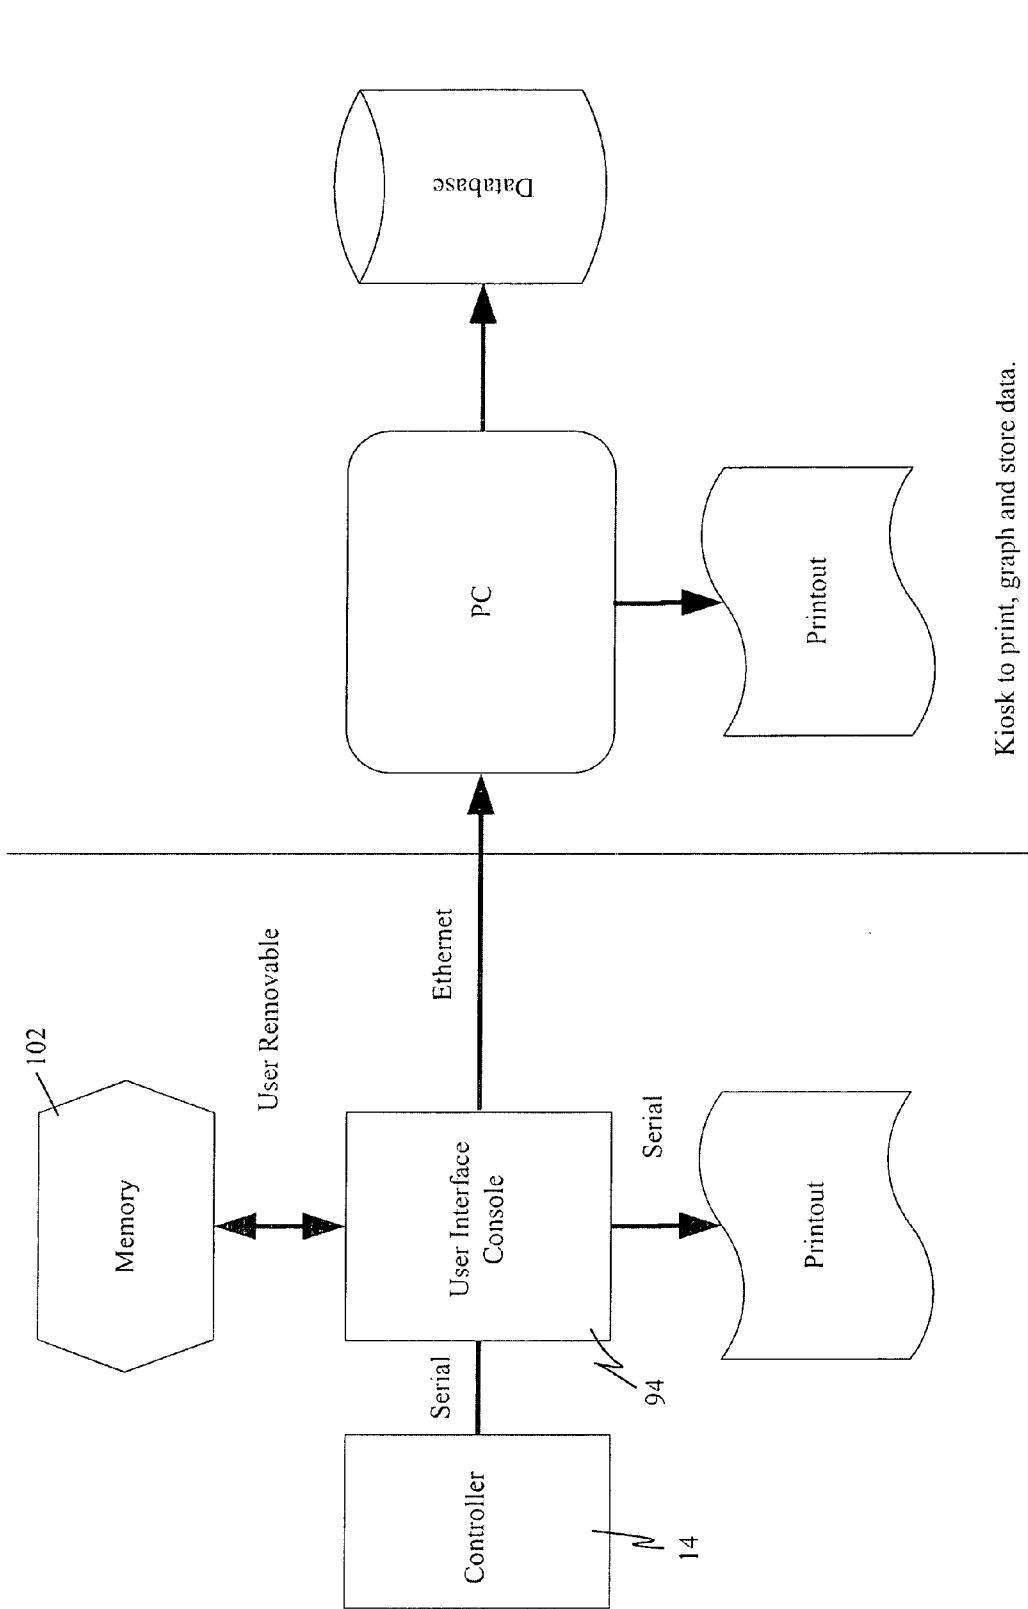 102
Memory
User Removable
Controller
14
Serial
User Interface
Console
94
Ethernet
Serial
Printout
PC
Database
Printout
Kiosk to print, graph and store data.